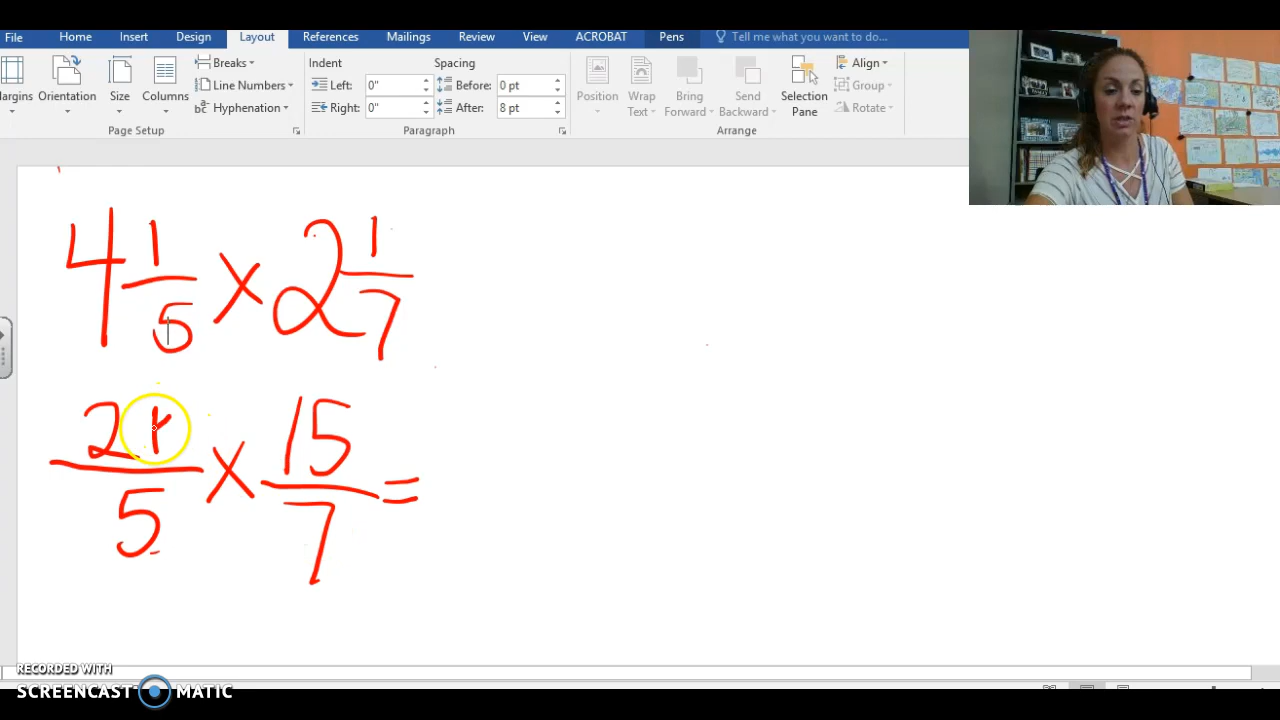 File Home Insert Design Layout References Mailings Review View ACROBAT Pens Tell me what you want to do...
Breaks Indent Spacing Align
Orientation Size Columns Line Numbers Left: 0" Before: 0 pt Position Wrap Text Bring Forward Send Backward Selection Pane Group
Hyphenation Right: 0" After: 8 pt Rotate
Page Setup Paragraph Arrange
4 1/5 x 2 1/7
21/5 x 15/7 =
RECORDED WITH
SCREENCAST MATIC